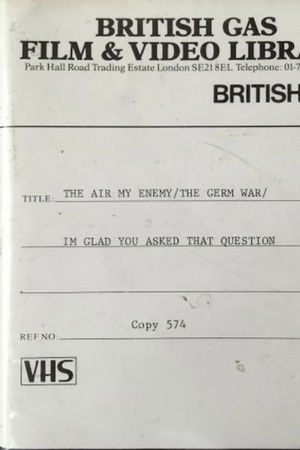 BRITISH GAS
FILM & VIDEO LIBRA
Park Hall Road Trading Estate London SE21 8EL Telephone: 01-7
BRITISH
TITLE: THE AIR MY ENEMY/THE GERM WAR/
IM GLAD YOU ASKED THAT QUESTION
Copy 574
REF NO:
VHS